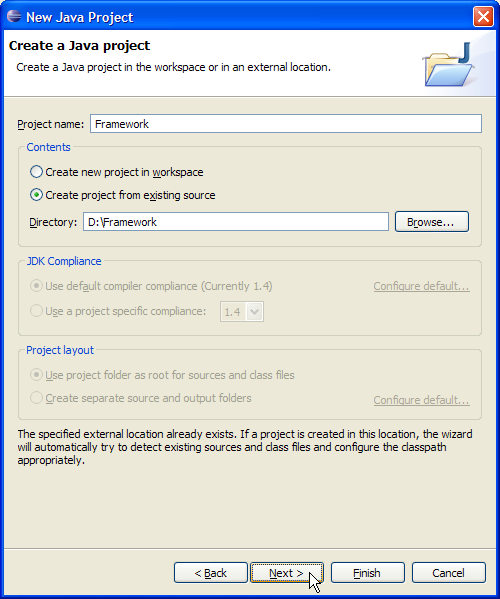 New Java Project
Create a Java project
Create a Java project in the workspace or in an external location.
Project name: Framework
Contents
Create new project in workspace
Create project from existing source
Directory: D:\Framework Browse...
JDK Compliance
Use default compiler compliance (Currently 1.4) Configure default...
Use a project specific compliance: 1.4
Project layout
Use project folder as root for sources and class files
Create separate source and output folders Configure default...
The specified external location already exists. If a project is created in this location, the wizard
will automatically try to detect existing sources and class files and configure the classpath
appropriately.
< Back Next > Finish Cancel